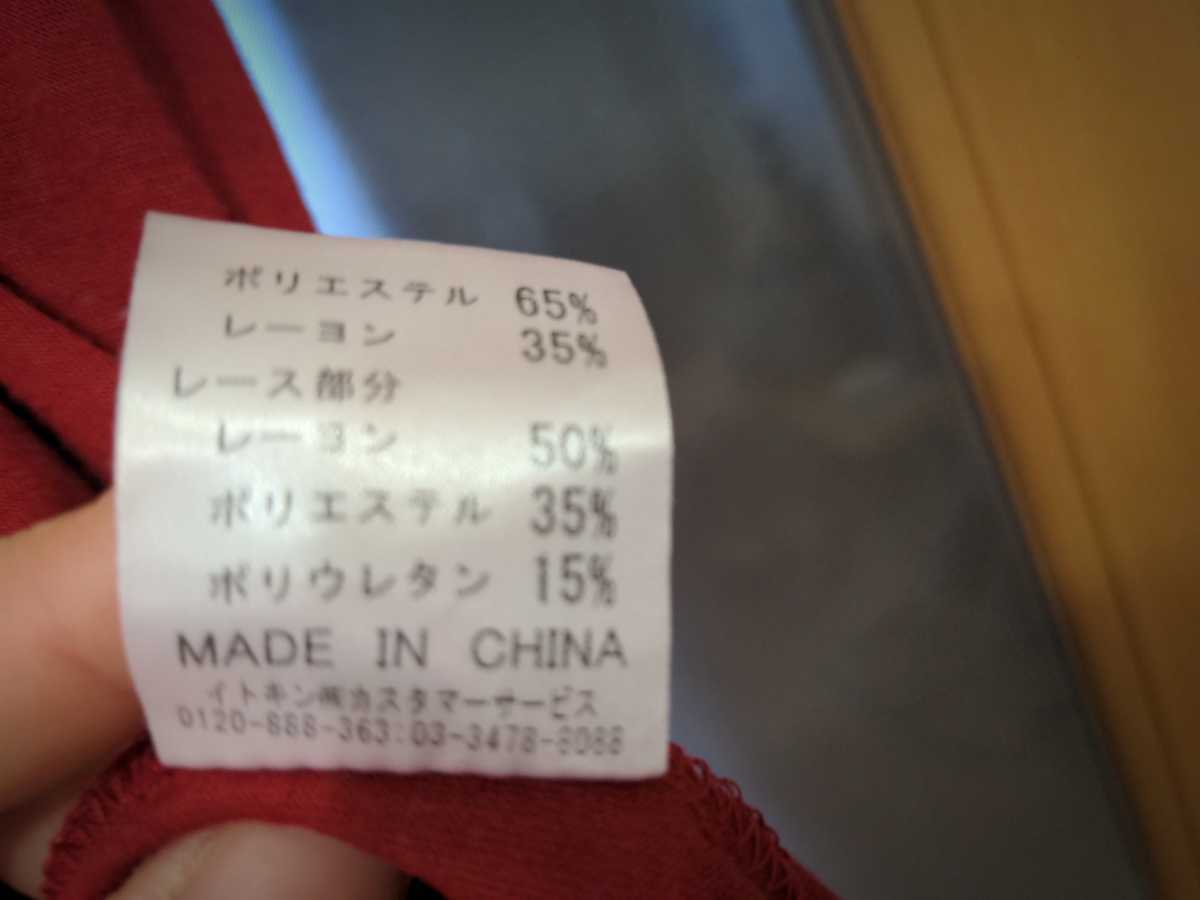 ポリエステル 65%
レーヨン 35%
レース部分
レーヨン 50%
ポリエステル 35%
ポリウレタン 15%
MADE IN CHINA
イトキン㈱カスタマーサービス
0120-888-363:03-3478-8088